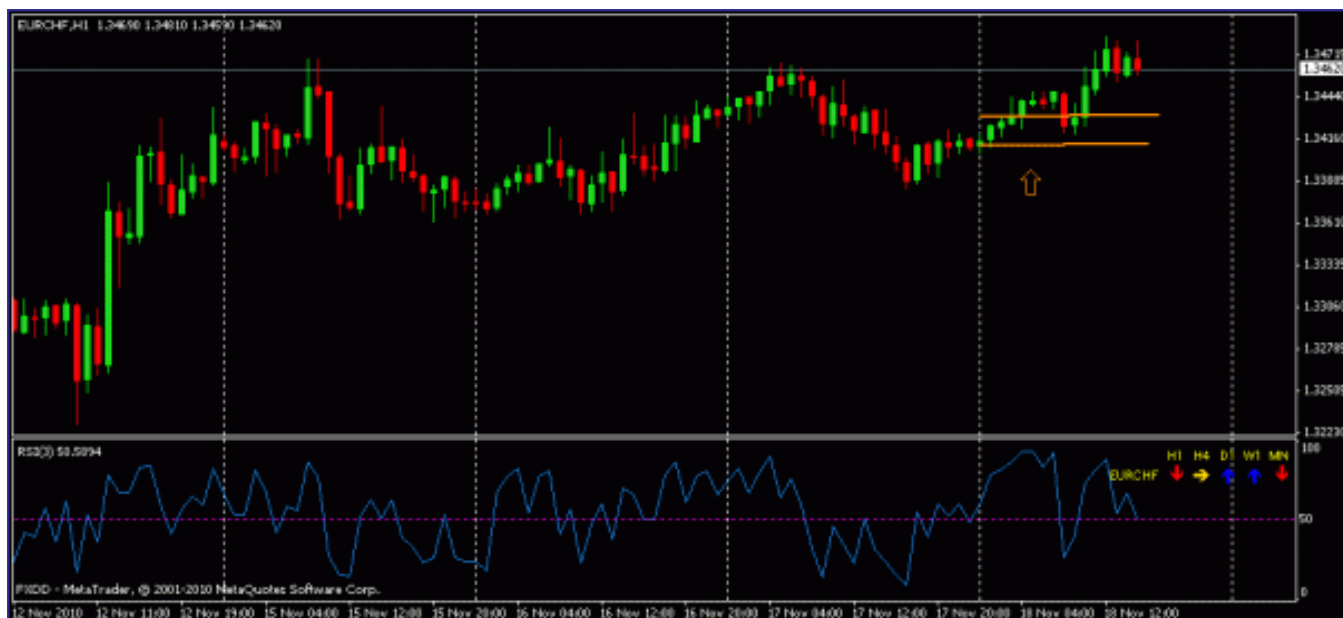 EURCHF,H1 1.34690 1.34810 1.34590 1.34620
1.34715
1.34620
1.34440
1.34160
1.33885
1.33610
1.33335
1.33060
1.32785
1.32505
1.32230
RSI(3) 50.5094
100
H1 H4 D1 W1 MN
EURCHF
50
FXDD - MetaTrader, © 2001-2010 MetaQuotes Software Corp.
0
12 Nov 2010 12 Nov 11:00 12 Nov 19:00 15 Nov 04:00 15 Nov 12:00 15 Nov 20:00 16 Nov 04:00 16 Nov 12:00 16 Nov 20:00 17 Nov 04:00 17 Nov 12:00 17 Nov 20:00 18 Nov 04:00 18 Nov 12:00